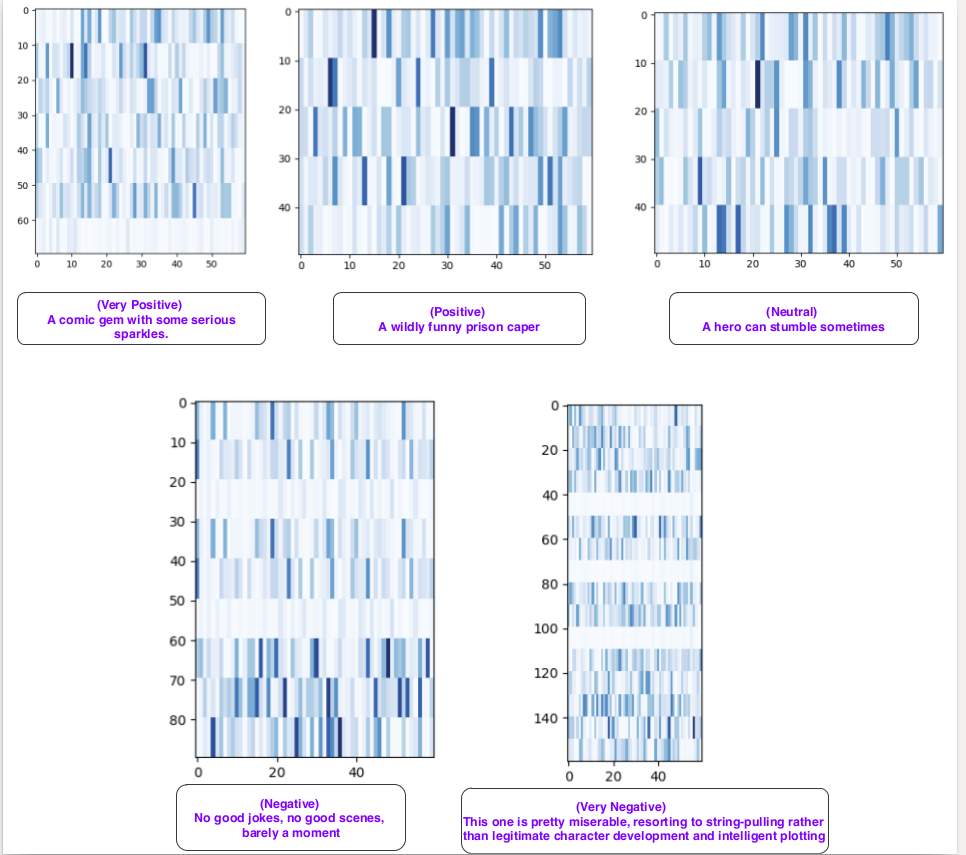 0
10
20
30
40
50
60
0 10 20 30 40 50
(Very Positive)
A comic gem with some serious
sparkles.
0
10
20
30
40
0 10 20 30 40 50
(Positive)
A wildly funny prison caper
0
10
20
30
40
0 10 20 30 40 50
(Neutral)
A hero can stumble sometimes
0
10
20
30
40
50
60
70
80
0 20 40
(Negative)
No good jokes, no good scenes,
barely a moment
0
20
40
60
80
100
120
140
0 20 40
(Very Negative)
This one is pretty miserable, resorting to string-pulling rather
than legitimate character development and intelligent plotting